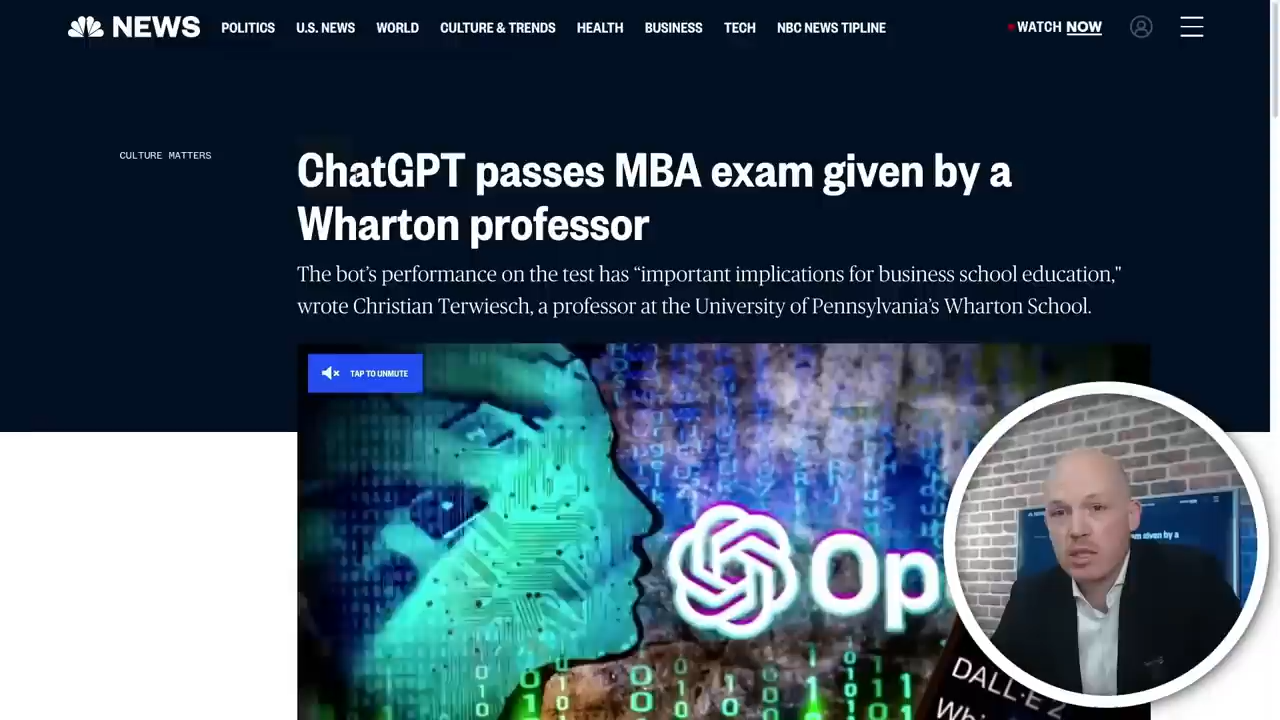 NEWS POLITICS U.S. NEWS WORLD CULTURE & TRENDS HEALTH BUSINESS TECH NBC NEWS TIPLINE WATCH NOW
CULTURE MATTERS
ChatGPT passes MBA exam given by a
Wharton professor
The bot's performance on the test has “important implications for business school education,”
wrote Christian Terwiesch, a professor at the University of Pennsylvania's Wharton School.
TAP TO UNMUTE
Op
DALL·E 2